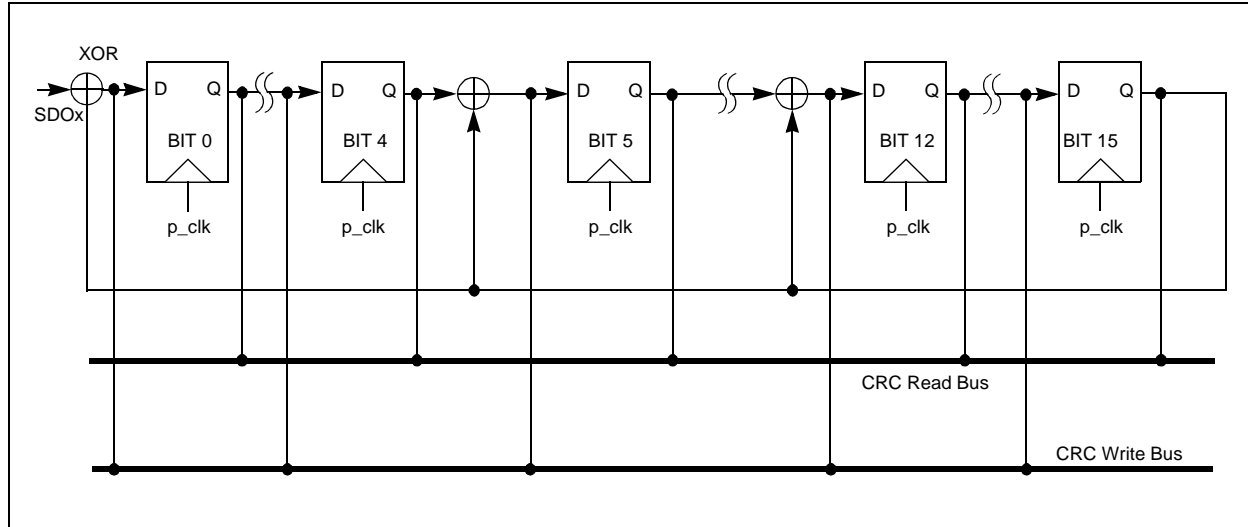 XOR
D Q D Q D Q D Q D Q
SDOx
BIT 0 BIT 4 BIT 5 BIT 12 BIT 15
p_clk p_clk p_clk p_clk p_clk
CRC Read Bus
CRC Write Bus